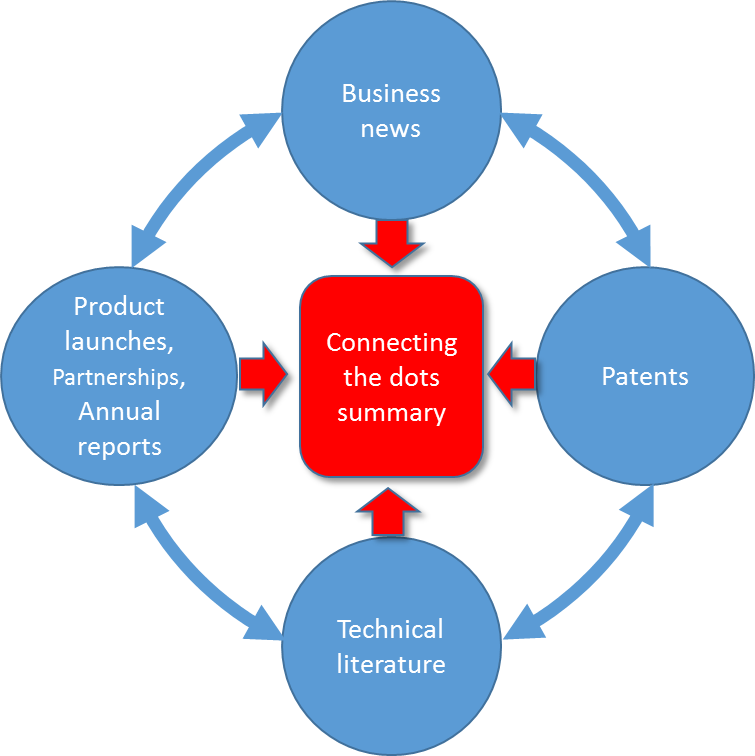 Business
news
Product
launches,
Partnerships,
Annual
reports
Connecting
the dots
summary
Patents
Technical
literature